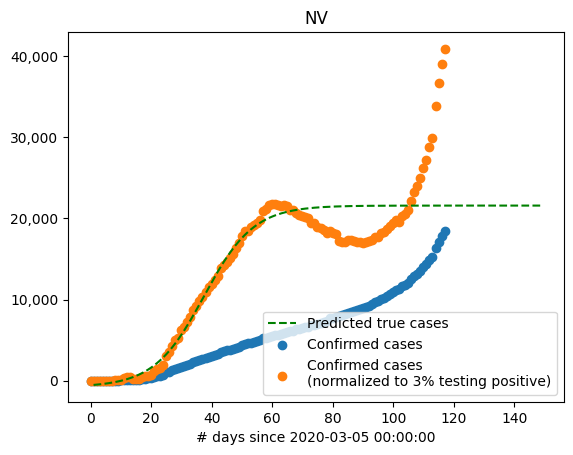 NV
40,000
30,000
20,000
10,000
0
Predicted true cases
Confirmed cases
Confirmed cases
(normalized to 3% testing positive)
0 20 40 60 80 100 120 140
# days since 2020-03-05 00:00:00